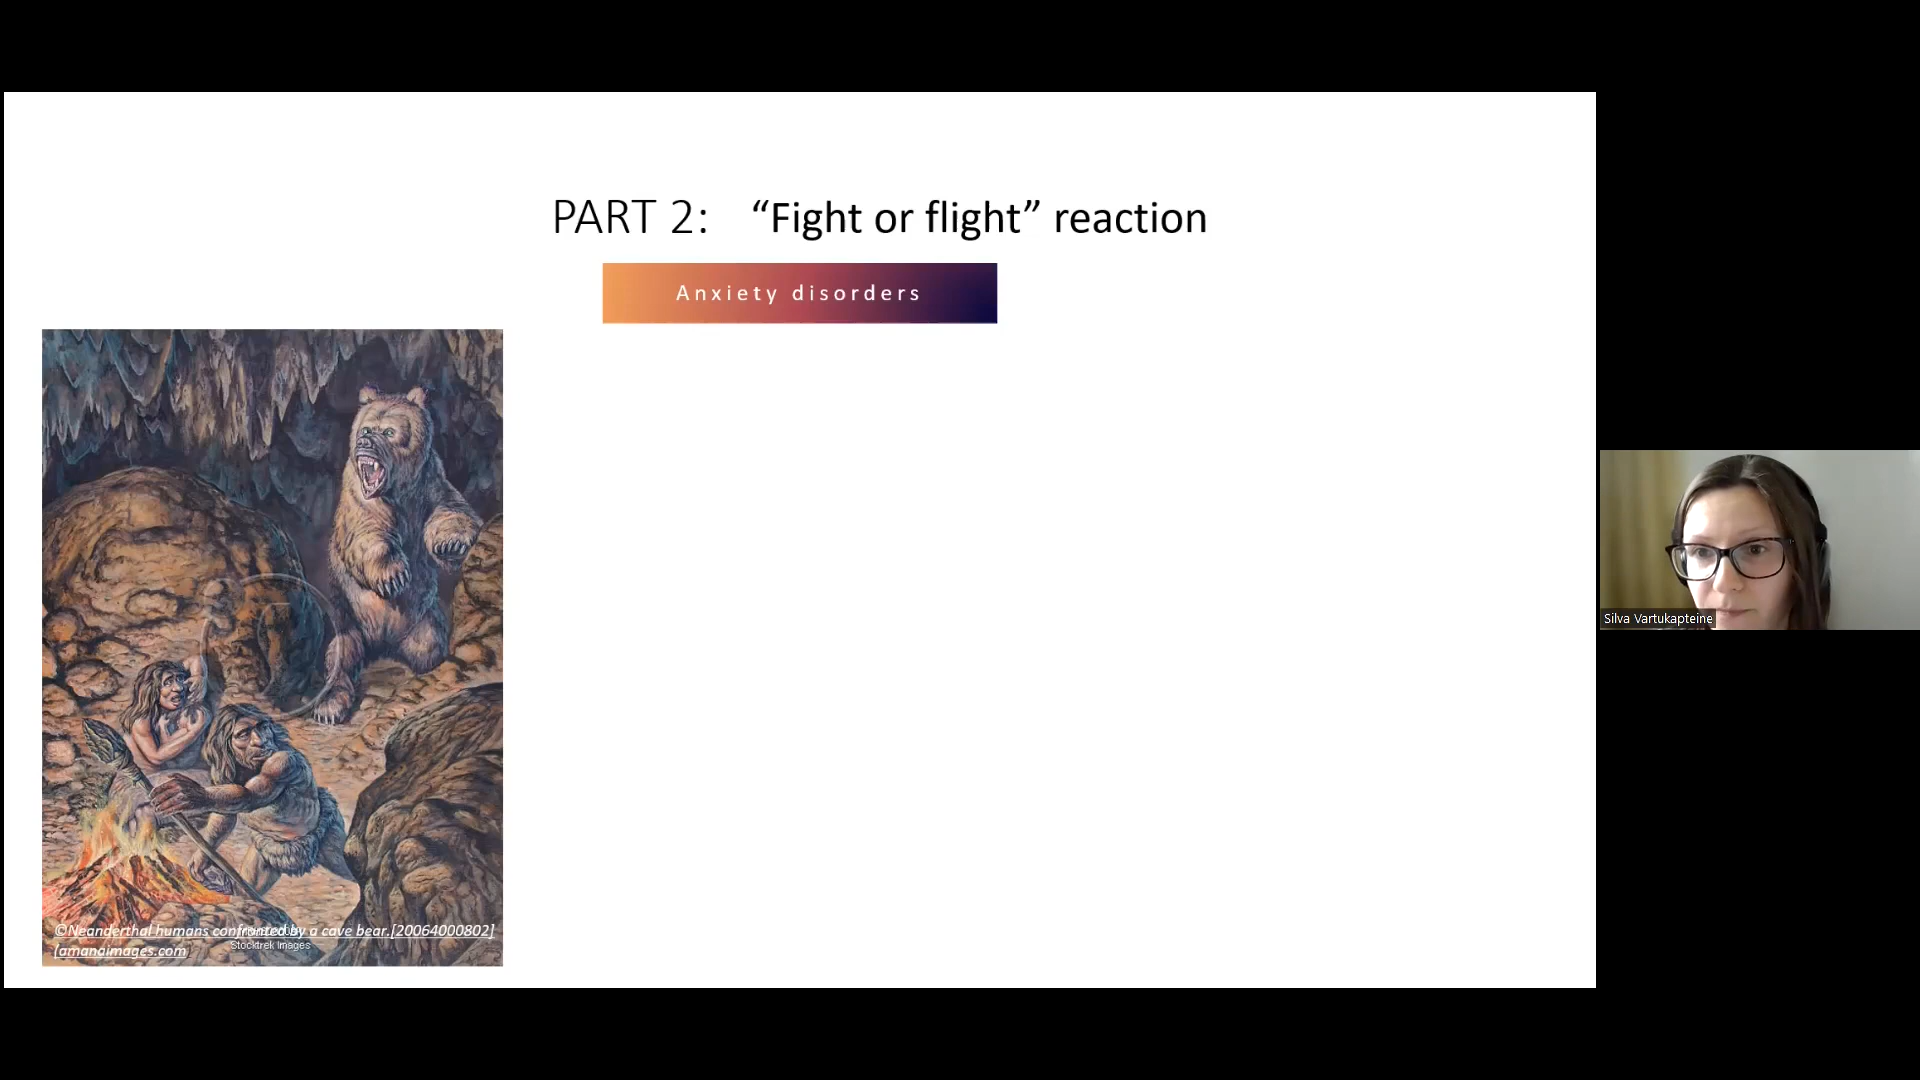 PART 2: “Fight or flight” reaction
Anxiety disorders
©Neanderthal humans confronted by a cave bear.[20064000802]
Stocktrek Images
(amanaimages.com
Silva Vartukapteine